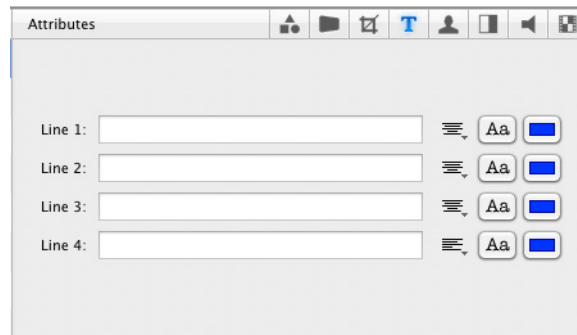 Attributes
T
Line 1:
Aa
Line 2:
Aa
Line 3:
Aa
Line 4:
Aa